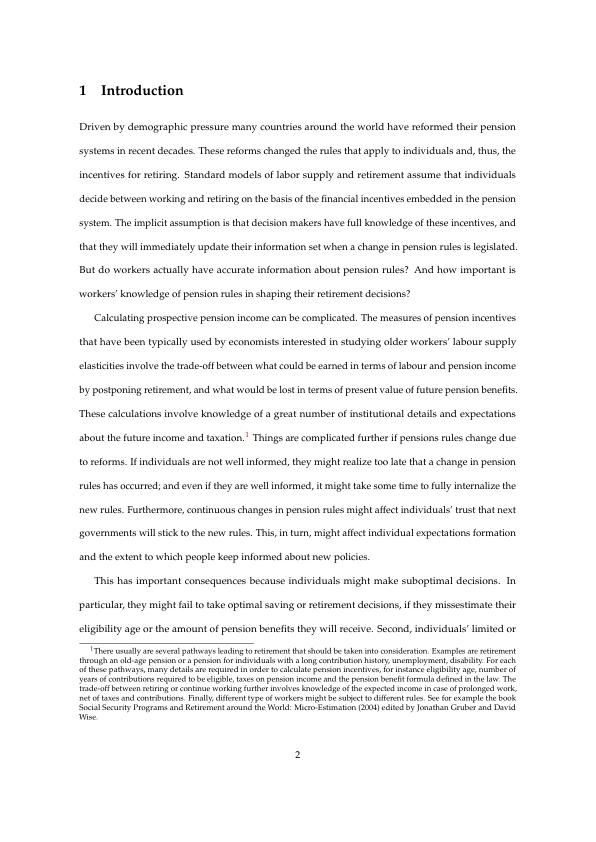 1 Introduction
Driven by demographic pressure many countries around the world have reformed their pension
systems in recent decades. These reforms changed the rules that apply to individuals and, thus, the
incentives for retiring. Standard models of labor supply and retirement assume that individuals
decide between working and retiring on the basis of the financial incentives embedded in the pension
system. The implicit assumption is that decision makers have full knowledge of these incentives, and
that they will immediately update their information set when a change in pension rules is legislated.
But do workers actually have accurate information about pension rules? And how important is
workers' knowledge of pension rules in shaping their retirement decisions?
Calculating prospective pension income can be complicated. The measures of pension incentives
that have been typically used by economists interested in studying older workers' labour supply
elasticities involve the trade-off between what could be earned in terms of labour and pension income
by postponing retirement, and what would be lost in terms of present value of future pension benefits.
These calculations involve knowledge of a great number of institutional details and expectations
about the future income and taxation.1 Things are complicated further if pensions rules change due
to reforms. If individuals are not well informed, they might realize too late that a change in pension
rules has occurred; and even if they are well informed, it might take some time to fully internalize the
new rules. Furthermore, continuous changes in pension rules might affect individuals' trust that next
governments will stick to the new rules. This, in turn, might affect individual expectations formation
and the extent to which people keep informed about new policies.
This has important consequences because individuals might make suboptimal decisions. In
particular, they might fail to take optimal saving or retirement decisions, if they missestimate their
eligibility age or the amount of pension benefits they will receive. Second, individuals' limited or
1There usually are several pathways leading to retirement that should be taken into consideration. Examples are retirement
through an old-age pension or a pension for individuals with a long contribution history, unemployment, disability. For each
of these pathways, many details are required in order to calculate pension incentives, for instance eligibility age, number of
years of contributions required to be eligible, taxes on pension income and the pension benefit formula defined in the law. The
trade-off between retiring or continue working further involves knowledge of the expected income in case of prolonged work,
net of taxes and contributions. Finally, different type of workers might be subject to different rules. See for example the book
Social Security Programs and Retirement around the World: Micro-Estimation (2004) edited by Jonathan Gruber and David
Wise.
2